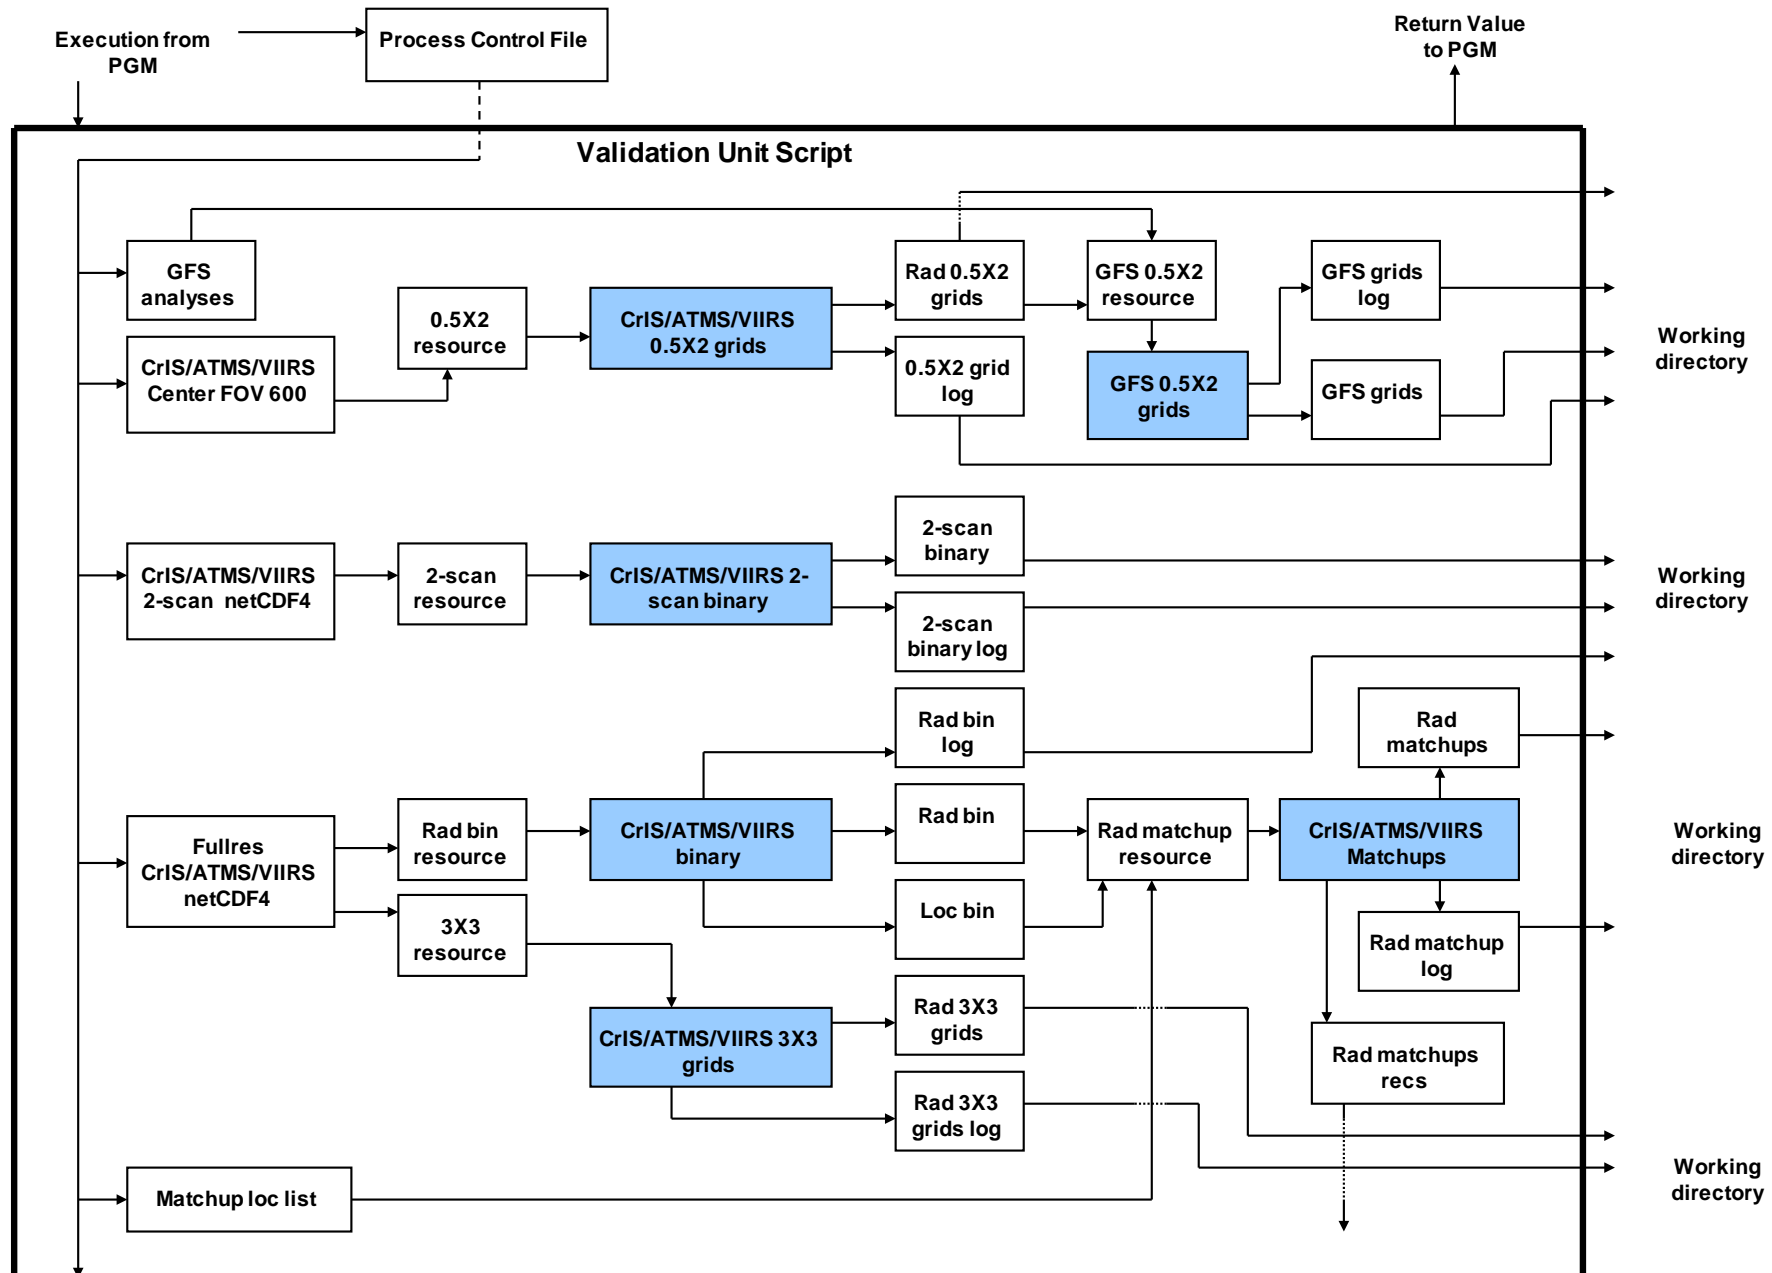 Execution from
PGM
Process Control File
Return Value
to PGM
Validation Unit Script
GFS
analyses
CrIS/ATMS/VIIRS
Center FOV 600
0.5X2
resource
CrIS/ATMS/VIIRS
0.5X2 grids
Rad 0.5X2
grids
0.5X2 grid
log
GFS 0.5X2
resource
GFS 0.5X2
grids
GFS grids
log
GFS grids
Working
directory
CrIS/ATMS/VIIRS
2-scan netCDF4
2-scan
resource
CrIS/ATMS/VIIRS 2-
scan binary
2-scan
binary
2-scan
binary log
Working
directory
Fullres
CrIS/ATMS/VIIRS
netCDF4
Rad bin
resource
3X3
resource
CrIS/ATMS/VIIRS
binary
CrIS/ATMS/VIIRS 3X3
grids
Rad bin
log
Rad bin
Loc bin
Rad 3X3
grids
Rad 3X3
grids log
Rad matchup
resource
CrIS/ATMS/VIIRS
Matchups
Rad
matchups
Rad matchup
log
Rad matchups
recs
Working
directory
Matchup loc list
Working
directory